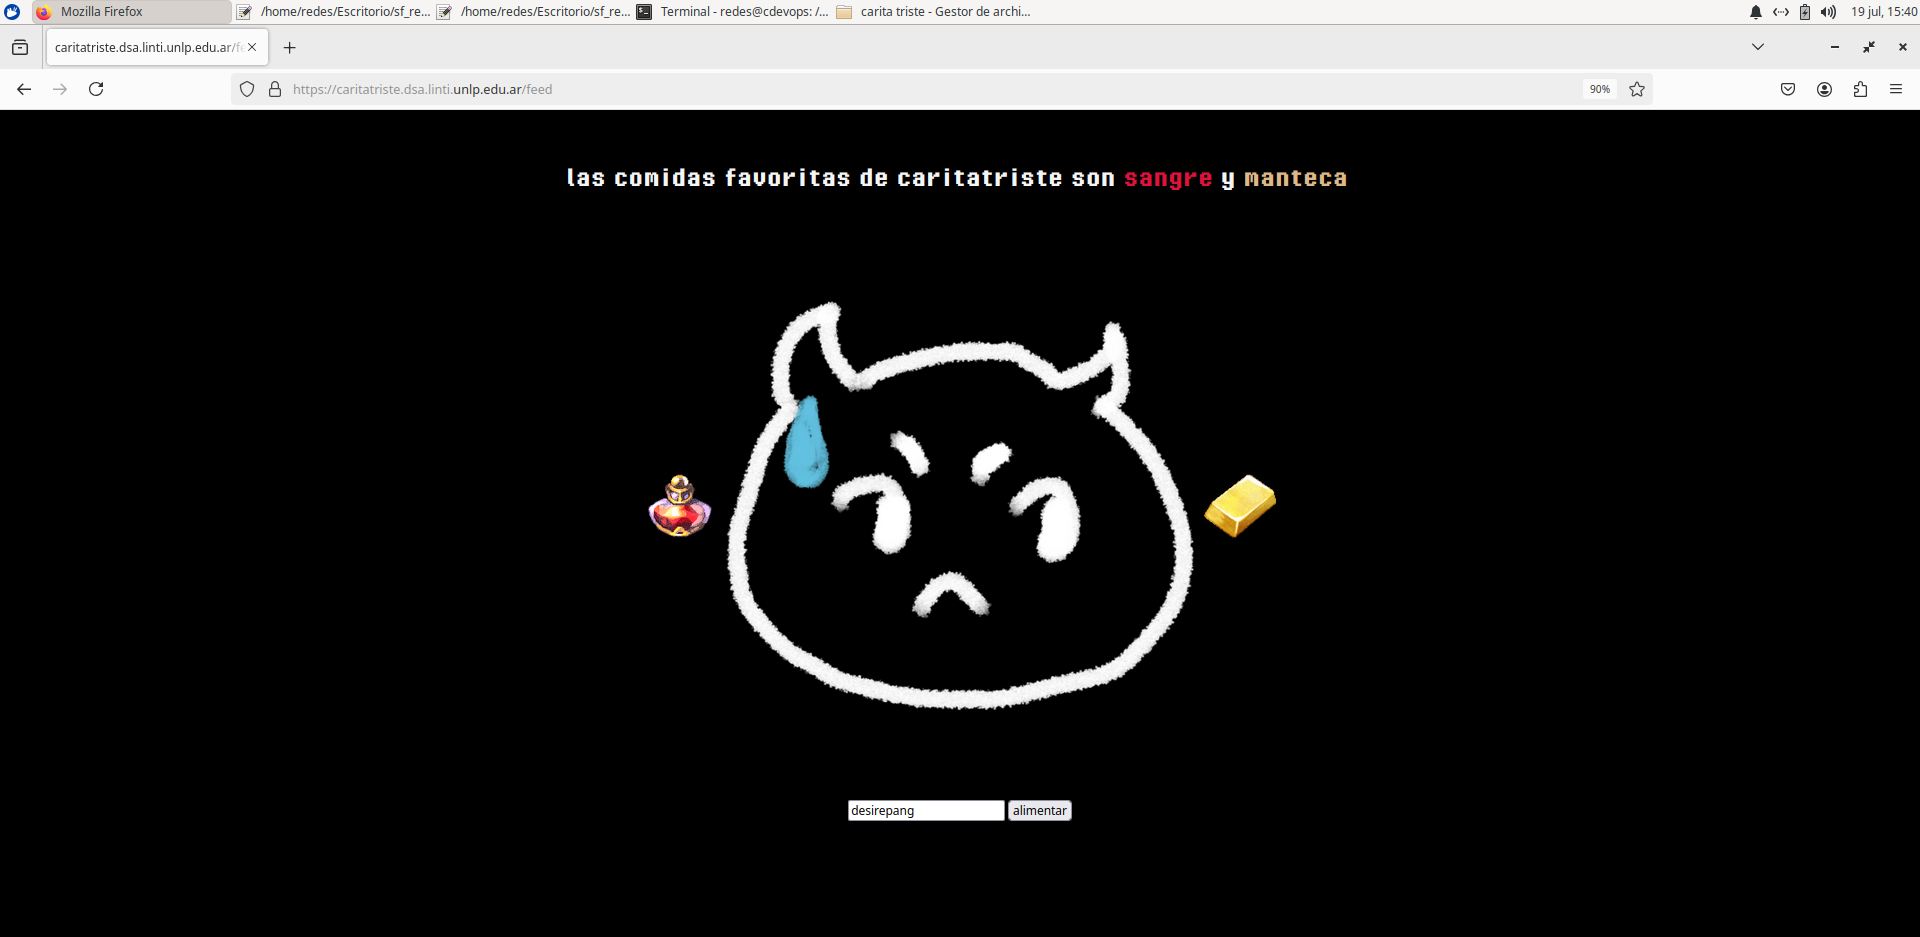 Mozilla Firefox
/home/redes/Escritorio/sf_re...
/home/redes/Escritorio/sf_re...
Terminal - redes@cdevops: /...
carita triste - Gestor de archi...
19 jul, 15:40
caritatriste.dsa.linti.unlp.edu.ar/fe
https://caritatriste.dsa.linti.unlp.edu.ar/feed
90%
las comidas favoritas de caritatriste son sangre y manteca
desirepang
alimentar